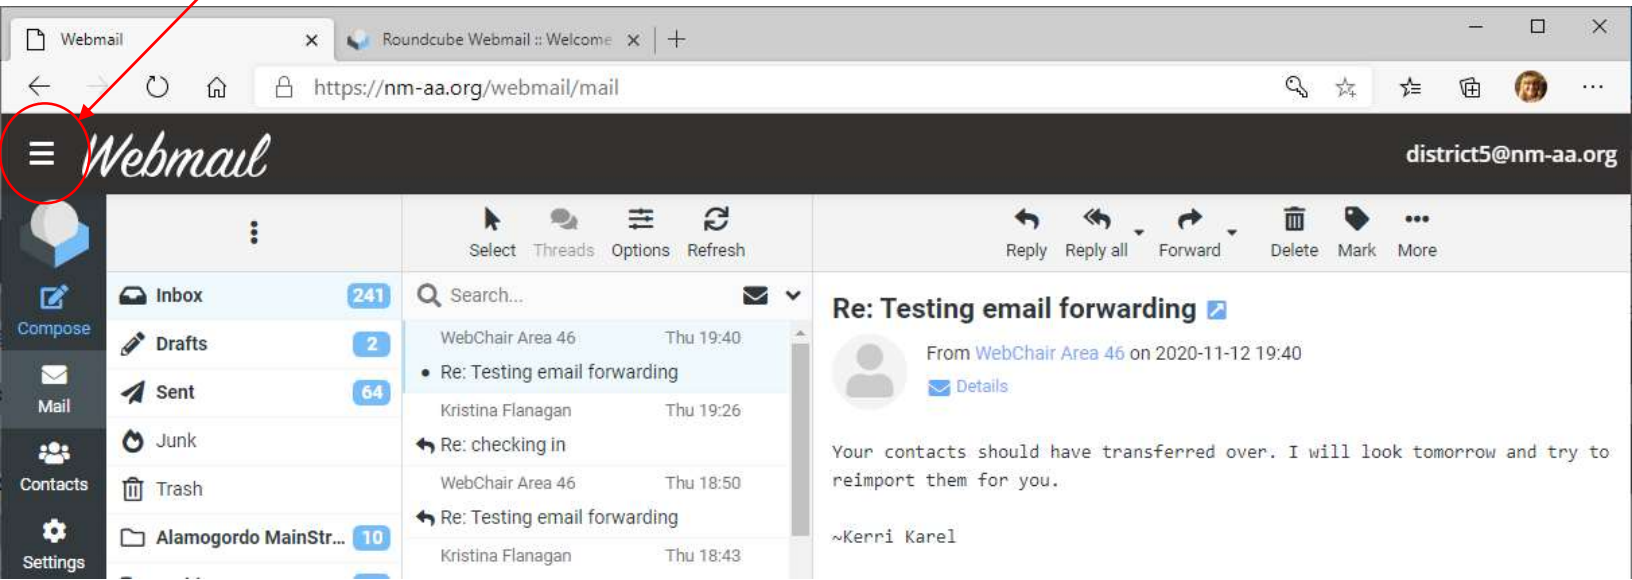 Webmail
Roundcube Webmail :: Welcome
https://nm-aa.org/webmail/mail
Webmail
district5@nm-aa.org
Select Threads Options Refresh
Reply Reply all Forward Delete Mark More
Compose
Mail
Contacts
Settings
Inbox 241
Drafts 2
Sent 64
Junk
Trash
Alamogordo MainStr... 10
Search...
WebChair Area 46 Thu 19:40
• Re: Testing email forwarding
Kristina Flanagan Thu 19:26
Re: checking in
WebChair Area 46 Thu 18:50
Re: Testing email forwarding
Kristina Flanagan Thu 18:43
Re: Testing email forwarding
From WebChair Area 46 on 2020-11-12 19:40
Details
Your contacts should have transferred over. I will look tomorrow and try to
reimport them for you.
~Kerri Karel